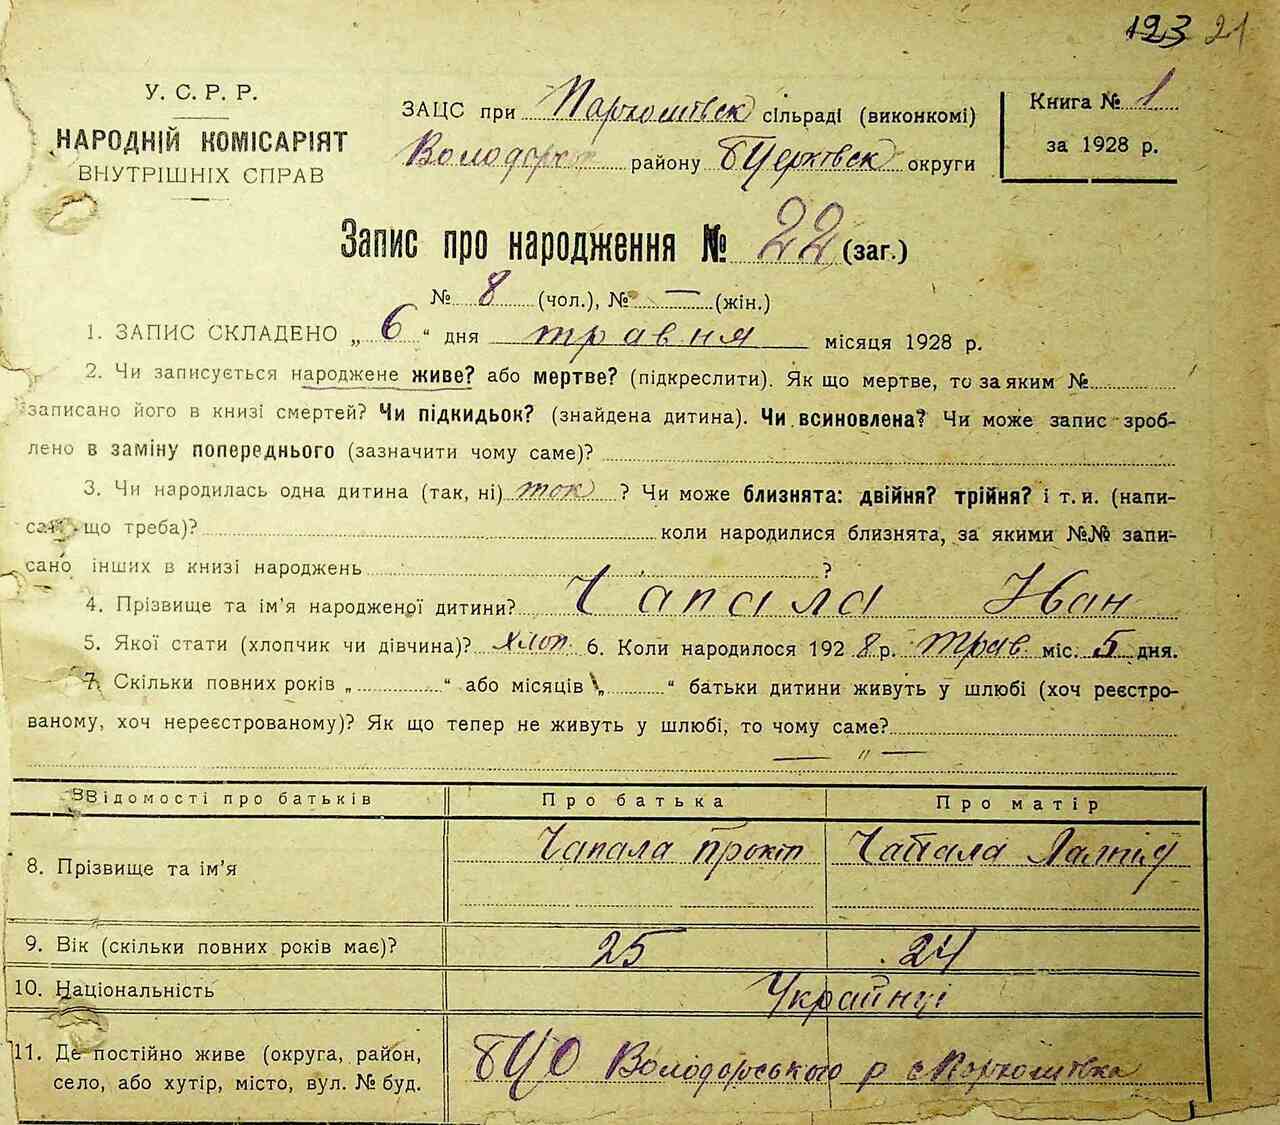 123 21
У. С. Р. Р.
НАРОДНІЙ КОМІСАРІЯТ
ВНУТРІШНІХ СПРАВ
ЗАЦС при Пархомівск сільраді (виконкомі)
Володарск району БЦерківск округи
Книга № 1
за 1928 р.
Запис про народження № 22 (заг.)
№ 8 (чол.), № — (жін.)
1. ЗАПИС СКЛАДЕНО „ 6 “ дня травня місяця 1928 р.
2. Чи записується народжене живе? або мертве? (підкреслити). Як що мертве, то за яким №
записано його в книзі смертей? Чи підкидьок? (знайдена дитина). Чи всиновлена? Чи може запис зроб-
лено в заміну попереднього (зазначити чому саме)?
3. Чи народилась одна дитина (так, ні) так ? Чи може близнята: двійня? трійня? і т. и. (напи-
сати що треба)? коли народилися близнята, за якими №№ запи-
сано інших в книзі народжень ?
4. Прізвище та ім'я народженої дитини? Чапала Іван
5. Якої стати (хлопчик чи дівчина)? хлоп. 6. Коли народилося 1928 р. трав. міс. 5 дня.
7. Скільки повних років „ “ або місяців „ “ батьки дитини живуть у шлюбі (хоч реєстро-
ваному, хоч нереєстрованому)? Як що тепер не живуть у шлюбі, то чому саме?
— „ —
Відомості про батьків Про батька Про матір
8. Прізвище та ім'я Чапала Чапала
9. Вік (скільки повних років має)? 25 24
10. Національність Українці
11. Де постійно живе (округа, район,
село, або хутір, місто, вул. № буд.
БЦО Володарського р с Пархомівка